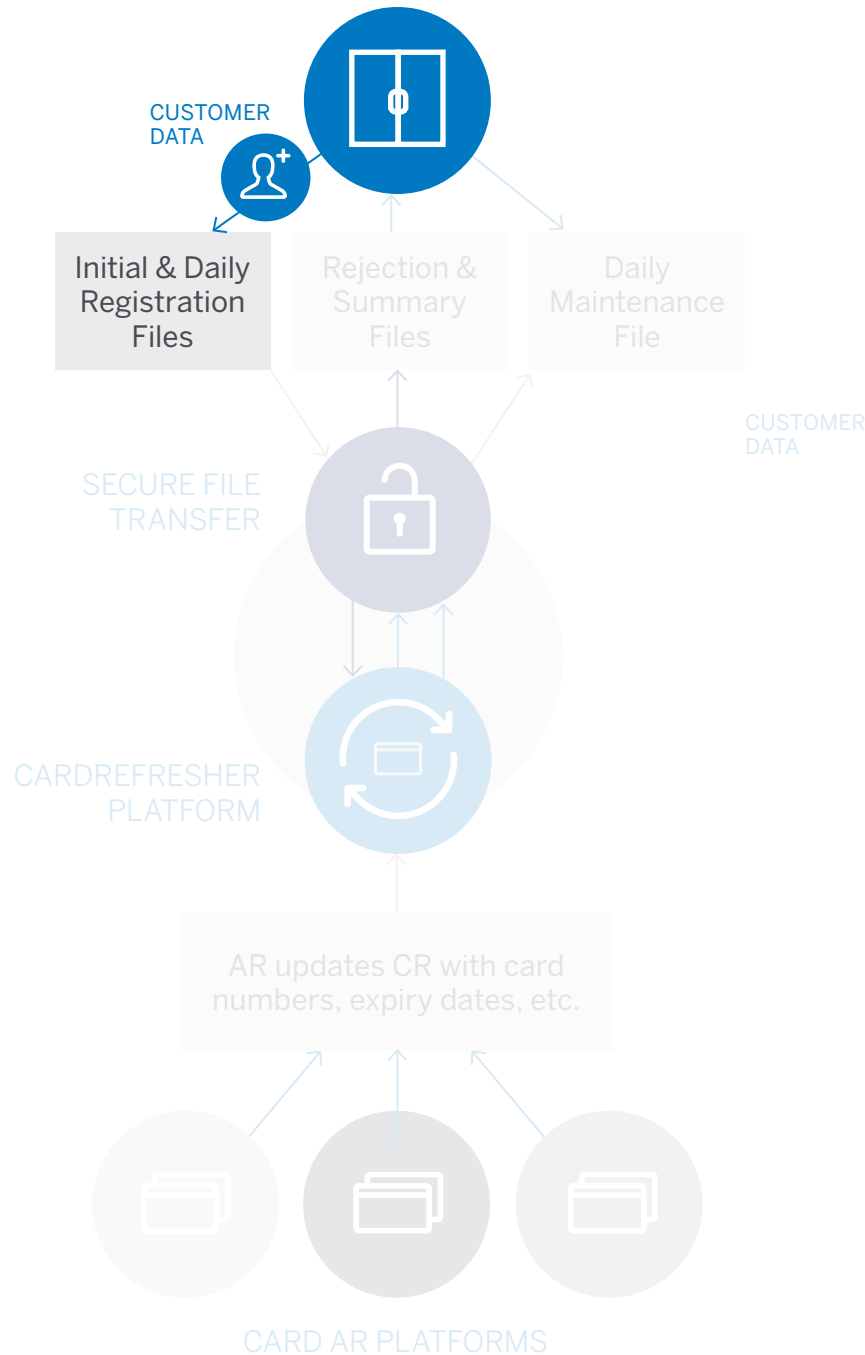 CUSTOMER
DATA
Initial & Daily
Registration
Files
Rejection &
Summary
Files
Daily
Maintenance
File
CUSTOMER
DATA
SECURE FILE
TRANSFER
CARDREFRESHER
PLATFORM
AR updates CR with card
numbers, expiry dates, etc.
CARD AR PLATFORMS